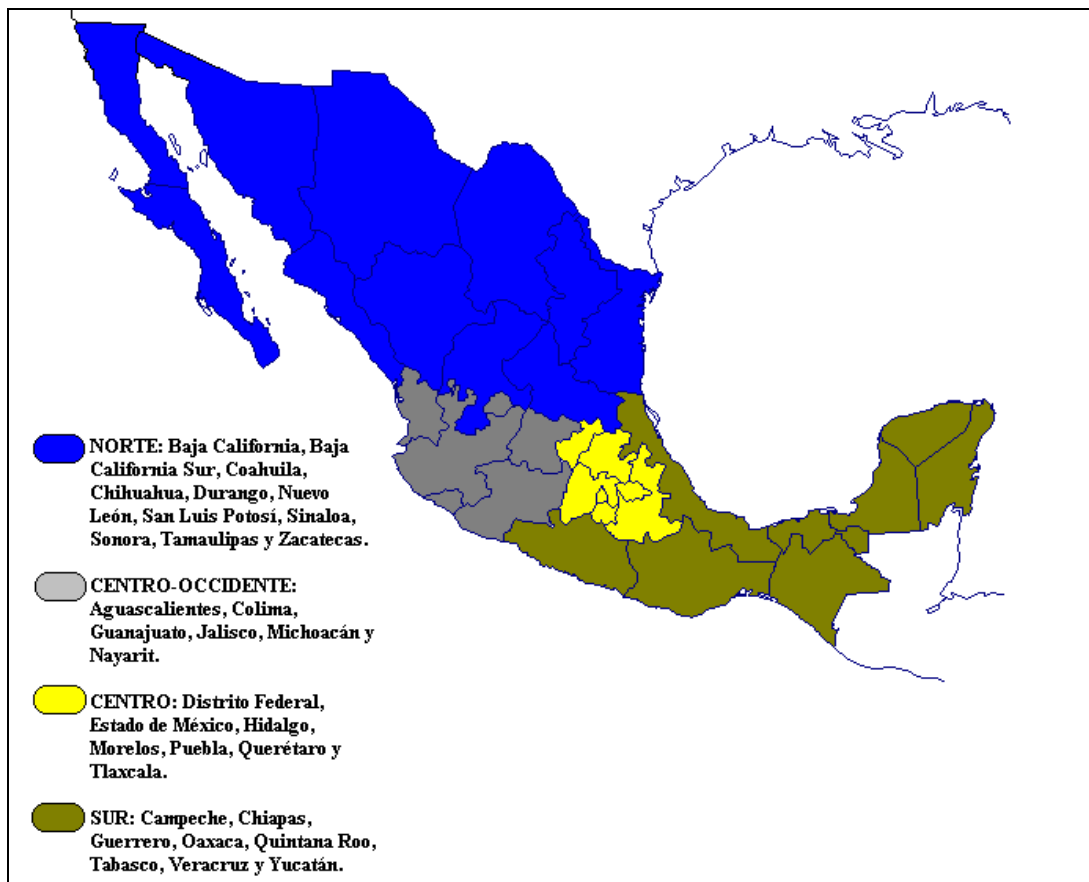 NORTE: Baja California, Baja
California Sur, Coahuila,
Chihuahua, Durango, Nuevo
León, San Luis Potosí, Sinaloa,
Sonora, Tamaulipas y Zacatecas.
CENTRO-OCCIDENTE:
Aguascalientes, Colima,
Guanajuato, Jalisco, Michoacán y
Nayarit.
CENTRO: Distrito Federal,
Estado de México, Hidalgo,
Morelos, Puebla, Querétaro y
Tlaxcala.
SUR: Campeche, Chiapas,
Guerrero, Oaxaca, Quintana Roo,
Tabasco, Veracruz y Yucatán.